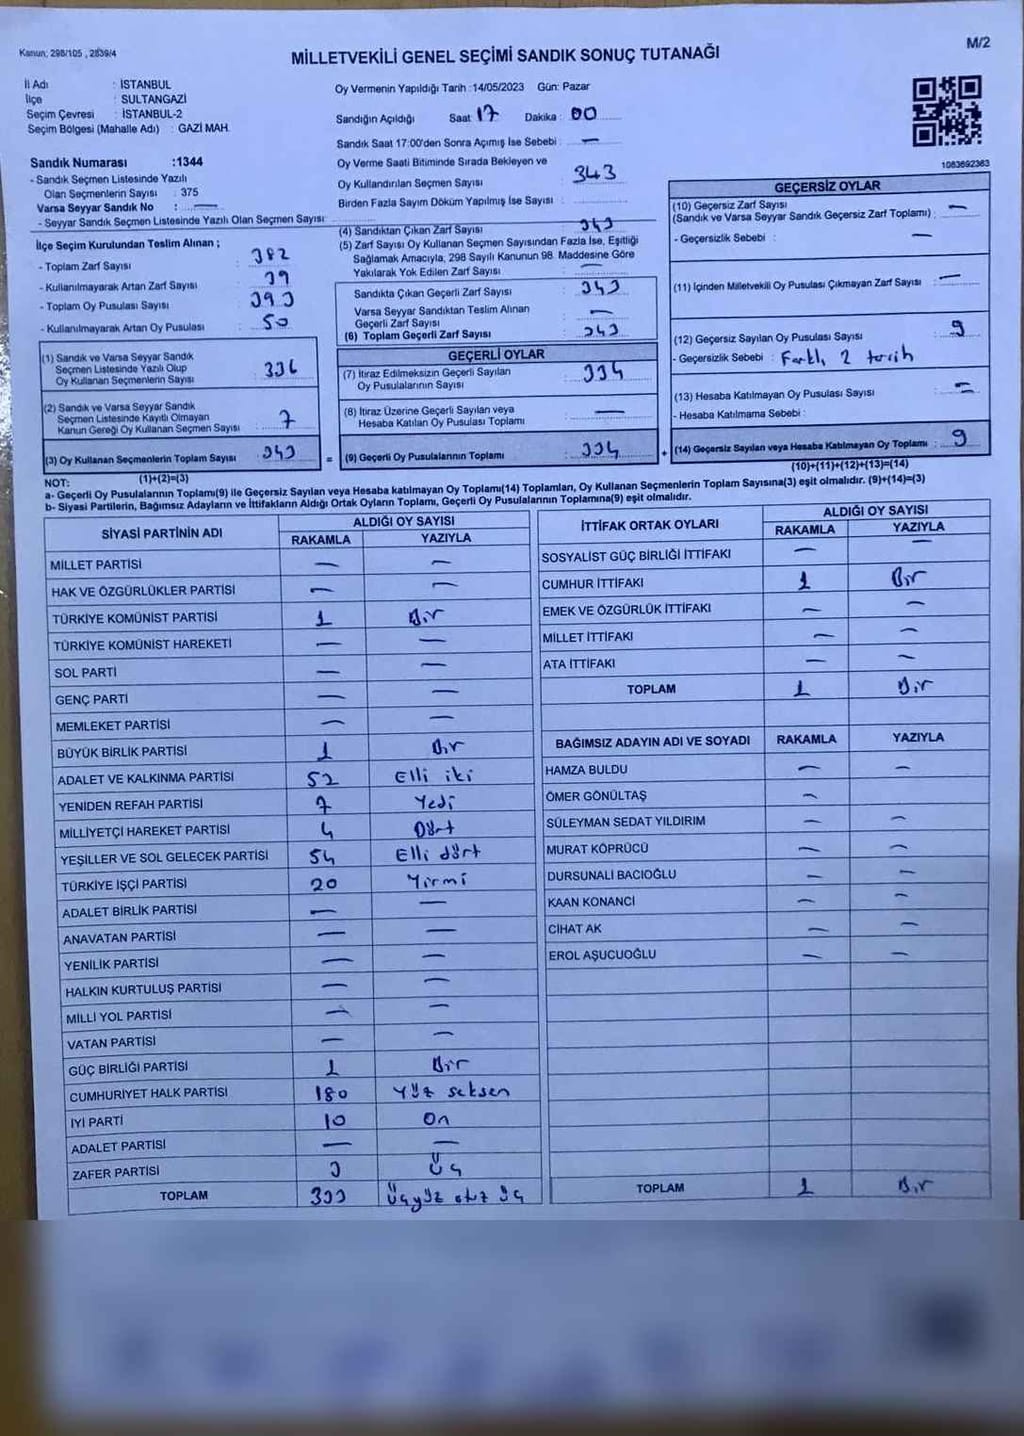 Kanun: 298/105 , 2839/4
M/2
MİLLETVEKİLİ GENEL SEÇİMİ SANDIK SONUÇ TUTANAĞI
İl Adı : İSTANBUL
İlçe : SULTANGAZİ
Seçim Çevresi : İSTANBUL-2
Seçim Bölgesi (Mahalle Adı) : GAZİ MAH.
Sandık Numarası :1344
- Sandık Seçmen Listesinde Yazılı
Olan Seçmenlerin Sayısı : 375
Varsa Seyyar Sandık No : —
- Seyyar Sandık Seçmen Listesinde Yazılı Olan Seçmen Sayısı:
Oy Vermenin Yapıldığı Tarih :14/05/2023 Gün: Pazar
Sandığın Açıldığı Saat : 17 Dakika : 00
Sandık Saat 17:00'den Sonra Açımış İse Sebebi : —
Oy Verme Saati Bitiminde Sırada Bekleyen ve
Oy Kullandırılan Seçmen Sayısı : 343
Birden Fazla Sayım Döküm Yapılmış İse Sayısı :
1083692363
İlçe Seçim Kurulundan Teslim Alınan ;
- Toplam Zarf Sayısı : 382
- Kullanılmayarak Artan Zarf Sayısı : 39
- Toplam Oy Pusulası Sayısı : 393
- Kullanılmayarak Artan Oy Pusulası : 50
(1) Sandık ve Varsa Seyyar Sandık
Seçmen Listesinde Yazılı Olup
Oy Kullanan Seçmenlerin Sayısı : 336
(2) Sandık ve Varsa Seyyar Sandık
Seçmen Listesinde Kayıtlı Olmayan
Kanun Gereği Oy Kullanan Seçmen Sayısı : 7
(3) Oy Kullanan Seçmenlerin Toplam Sayısı : 343
(1)+(2)=(3)
(4) Sandıktan Çıkan Zarf Sayısı : 343
(5) Zarf Sayısı Oy Kullanan Seçmen Sayısından Fazla İse, Eşitliği
Sağlamak Amacıyla, 298 Sayılı Kanunun 98. Maddesine Göre
Yakılarak Yok Edilen Zarf Sayısı : —
Sandıkta Çıkan Geçerli Zarf Sayısı : 343
Varsa Seyyar Sandıktan Teslim Alınan
Geçerli Zarf Sayısı : —
(6) Toplam Geçerli Zarf Sayısı : 343
GEÇERLİ OYLAR
(7) İtiraz Edilmeksizin Geçerli Sayılan
Oy Pusulalarının Sayısı : 334
(8) İtiraz Üzerine Geçerli Sayılan veya
Hesaba Katılan Oy Pusulası Toplamı : —
= (9) Geçerli Oy Pusulalarının Toplamı : 334
GEÇERSİZ OYLAR
(10) Geçersiz Zarf Sayısı
(Sandık ve Varsa Seyyar Sandık Geçersiz Zarf Toplamı) : —
- Geçersizlik Sebebi : —
(11) İçinden Milletvekili Oy Pusulası Çıkmayan Zarf Sayısı : —
(12) Geçersiz Sayılan Oy Pusulası Sayısı : 9
- Geçersizlik Sebebi : Farklı 2 tercih
(13) Hesaba Katılmayan Oy Pusulası Sayısı : —
- Hesaba Katılmama Sebebi : —
+ (14) Geçersiz Sayılan veya Hesaba Katılmayan Oy Toplamı : 9
(10)+(11)+(12)+(13)=(14)
NOT:
a- Geçerli Oy Pusulalarının Toplamı(9) ile Geçersiz Sayılan veya Hesaba katılmayan Oy Toplamı(14) Toplamları, Oy Kullanan Seçmenlerin Toplam Sayısına(3) eşit olmalıdır. (9)+(14)=(3)
b- Siyasi Partilerin, Bağımsız Adayların ve İttifakların Aldığı Ortak Oyların Toplamı, Geçerli Oy Pusulalarının Toplamına(9) eşit olmalıdır.
SİYASİ PARTİNİN ADI ALDIĞI OY SAYISI
RAKAMLA YAZIYLA
MİLLET PARTİSİ — —
HAK VE ÖZGÜRLÜKLER PARTİSİ — —
TÜRKİYE KOMÜNİST PARTİSİ 1 Bir
TÜRKİYE KOMÜNİST HAREKETİ — —
SOL PARTİ — —
GENÇ PARTİ — —
MEMLEKET PARTİSİ — —
BÜYÜK BİRLİK PARTİSİ 1 Bir
ADALET VE KALKINMA PARTİSİ 52 Elli iki
YENİDEN REFAH PARTİSİ 7 Yedi
MİLLİYETÇİ HAREKET PARTİSİ 4 Dört
YEŞİLLER VE SOL GELECEK PARTİSİ 54 Elli dört
TÜRKİYE İŞÇİ PARTİSİ 20 Yirmi
ADALET BİRLİK PARTİSİ — —
ANAVATAN PARTİSİ — —
YENİLİK PARTİSİ — —
HALKIN KURTULUŞ PARTİSİ — —
MİLLİ YOL PARTİSİ — —
VATAN PARTİSİ — —
GÜÇ BİRLİĞİ PARTİSİ 1 Bir
CUMHURİYET HALK PARTİSİ 180 Yüz seksen
İYİ PARTİ 10 On
ADALET PARTİSİ — —
ZAFER PARTİSİ 3 Üç
TOPLAM 333 Üçyüz otuz üç
İTTİFAK ORTAK OYLARI ALDIĞI OY SAYISI
RAKAMLA YAZIYLA
SOSYALİST GÜÇ BİRLİĞİ İTTİFAKI — —
CUMHUR İTTİFAKI 1 Bir
EMEK VE ÖZGÜRLÜK İTTİFAKI — —
MİLLET İTTİFAKI — —
ATA İTTİFAKI — —
TOPLAM 1 Bir
BAĞIMSIZ ADAYIN ADI VE SOYADI RAKAMLA YAZIYLA
HAMZA BULDU — —
ÖMER GÖNÜLTAŞ —
SÜLEYMAN SEDAT YILDIRIM — —
MURAT KÖPRÜCÜ — —
DURSUNALİ BACIOĞLU — —
KAAN KONANCI — —
CİHAT AK — —
EROL AŞUCUOĞLU — —
TOPLAM 1 Bir